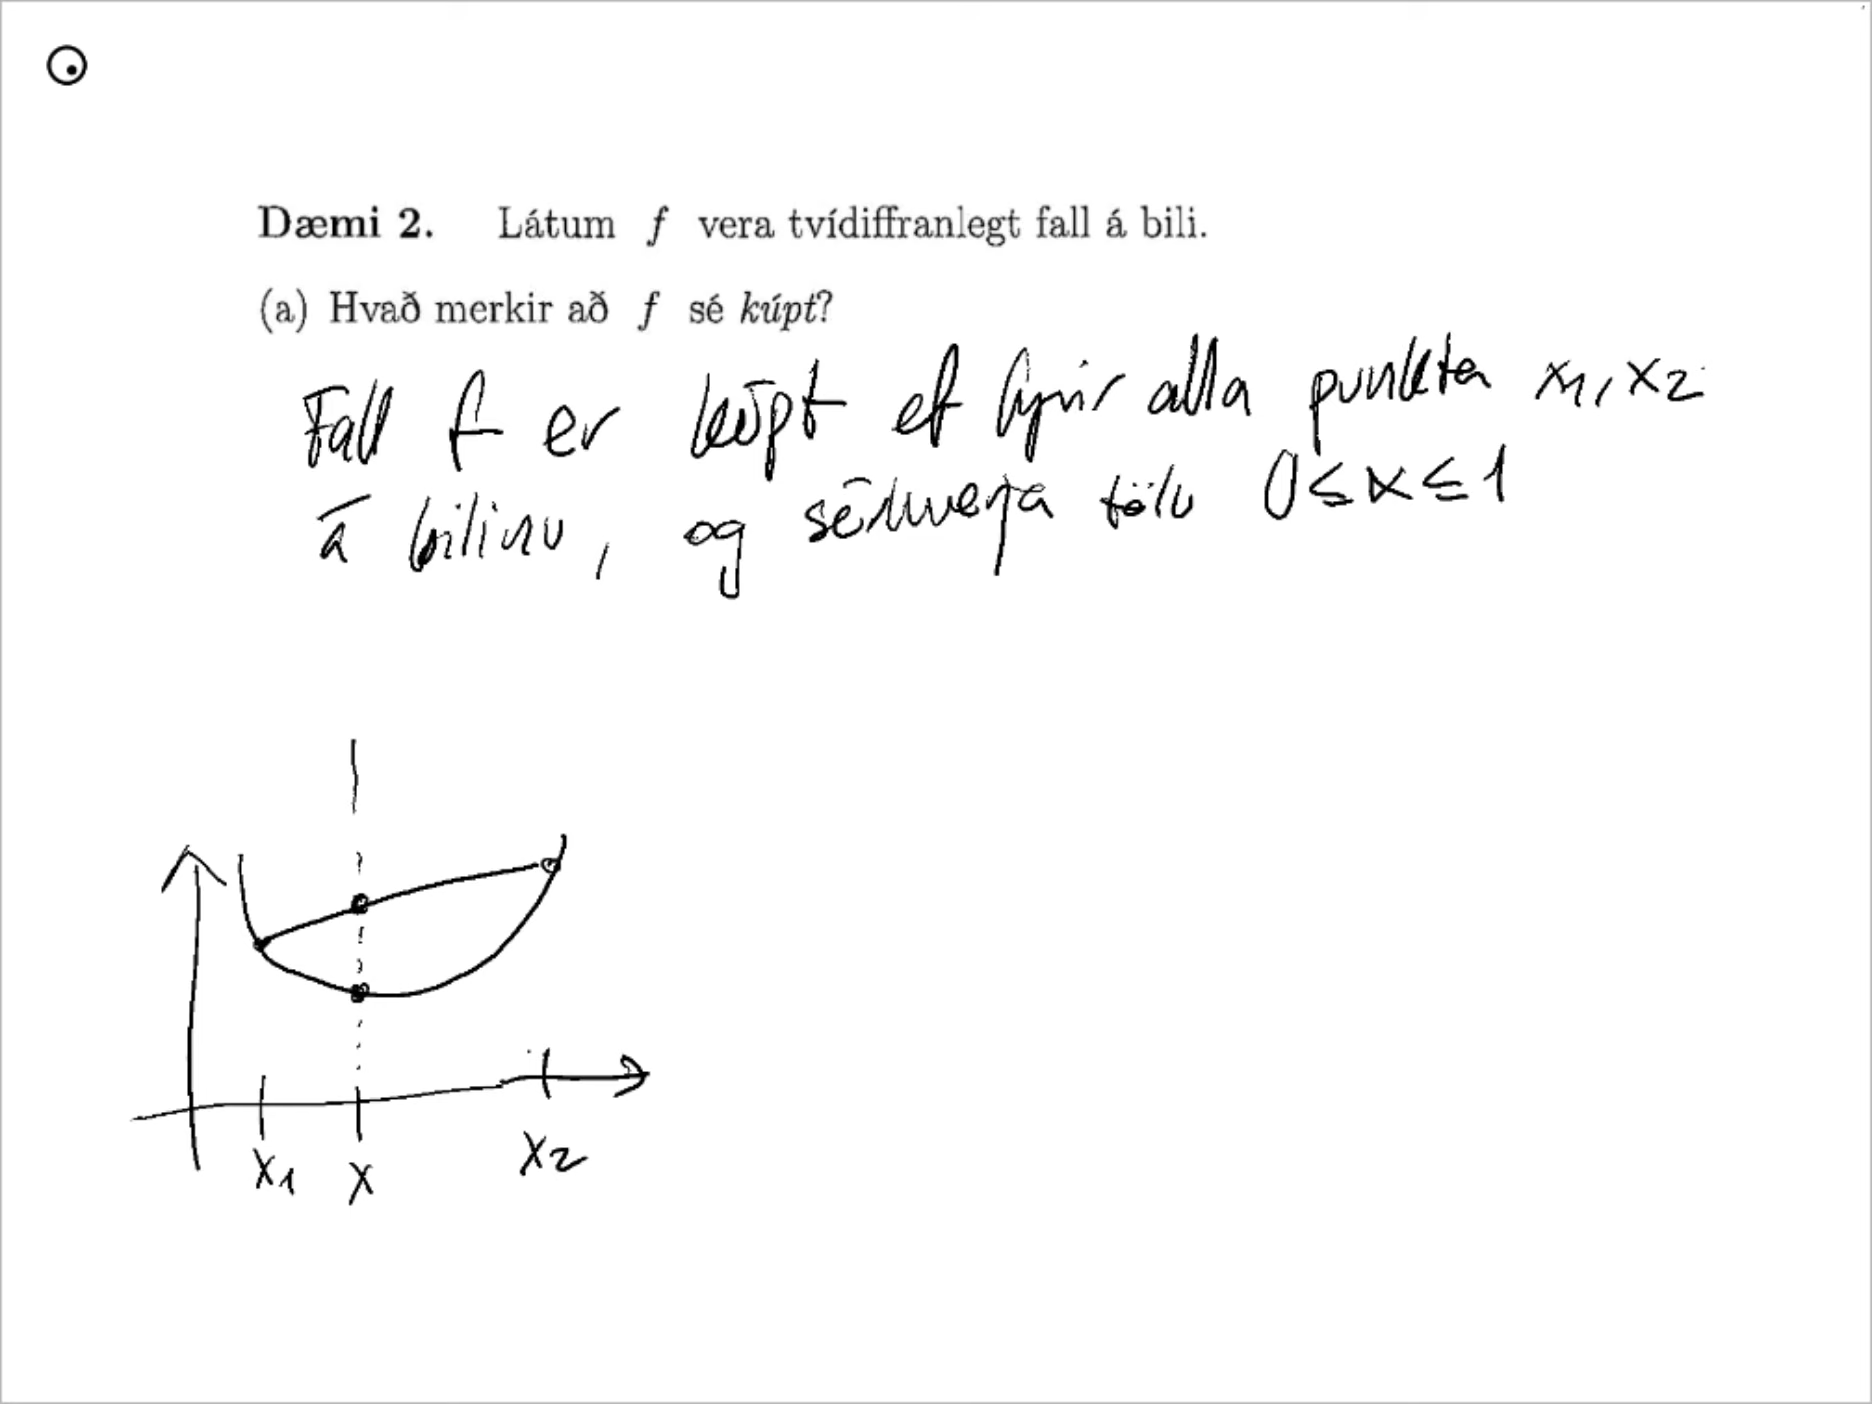 Dæmi 2. Látum f vera tvídiffranlegt fall á bili.
(a) Hvað merkir að f sé kúpt?
Fall f er kúpt ef fyrir alla punkta x₁, x₂
á bilinu, og sérhverja tölu 0 ≤ α ≤ 1
x₁ x x₂